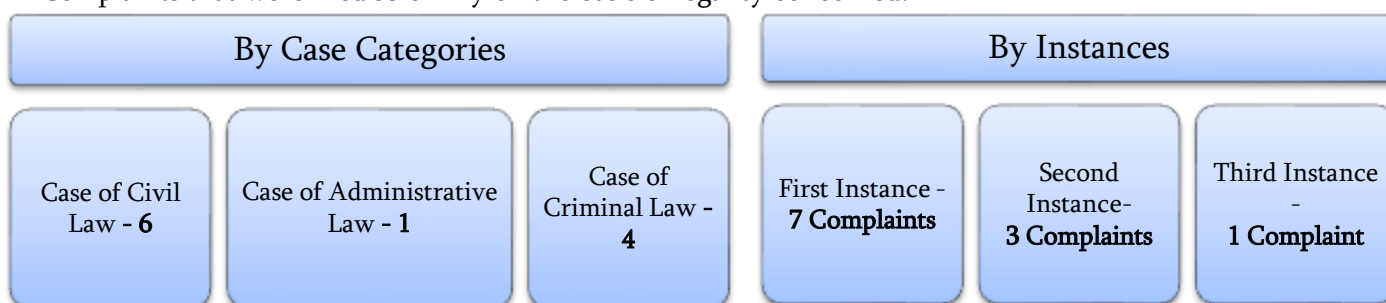 By Case Categories
By Instances
Case of Civil
Law - 6
Case of Administrative
Law - 1
Case of
Criminal Law -
4
First Instance -
7 Complaints
Second
Instance-
3 Complaints
Third Instance
-
1 Complaint